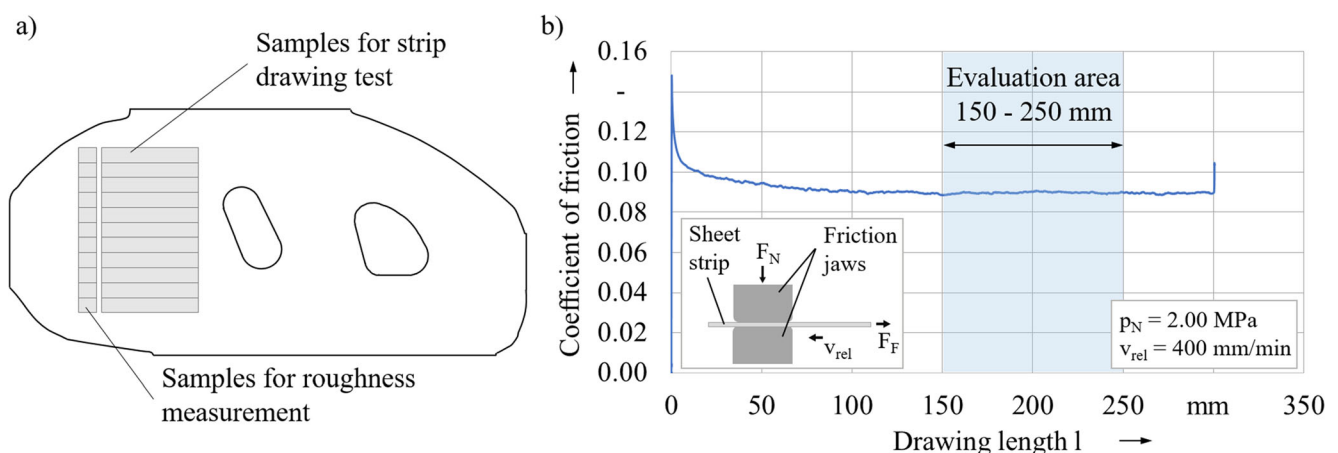 a)
Samples for strip
drawing test
Samples for roughness
measurement
b)
Coefficient of friction
0.16
-
0.12
0.10
0.08
0.06
0.04
0.02
0.00
Evaluation area
150 - 250 mm
Sheet
strip
F_N
Friction
jaws
v_rel
F_F
p_N = 2.00 MPa
v_rel = 400 mm/min
0 50 100 150 200 250 mm 350
Drawing length l